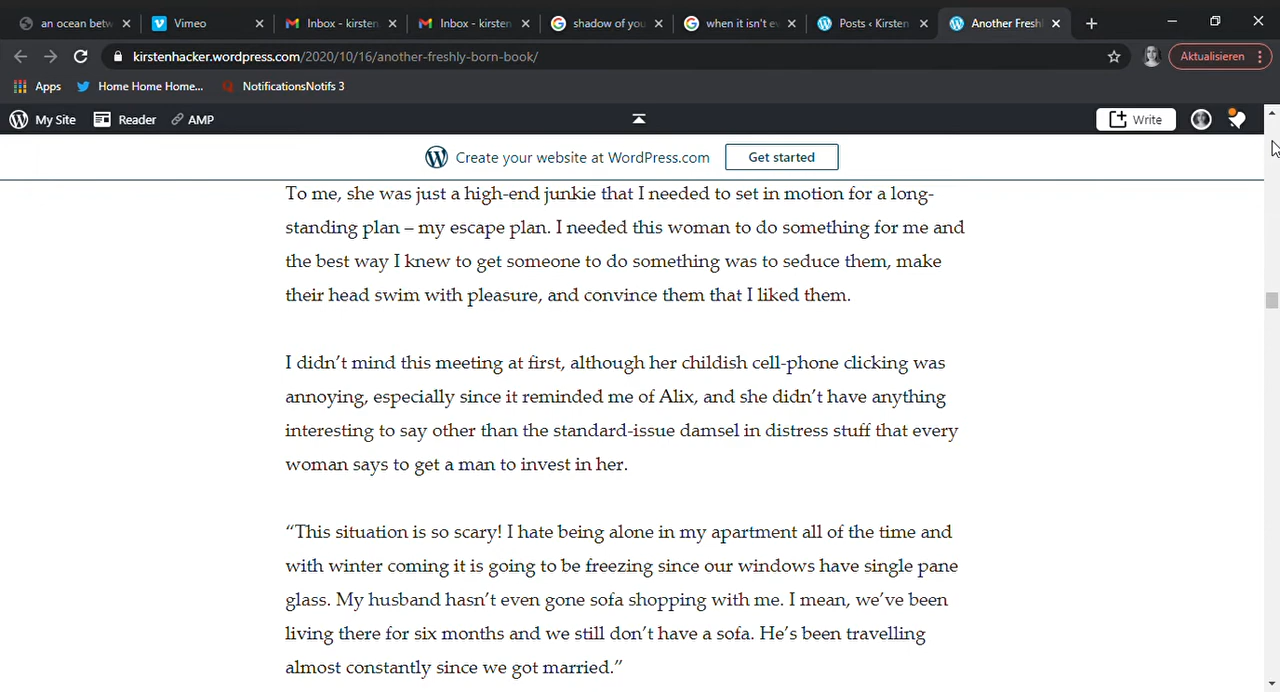 an ocean betw
Vimeo
Inbox - kirsten
Inbox - kirsten
shadow of you
when it isn't e
Posts ‹ Kirsten
Another Fresh
kirstenhacker.wordpress.com/2020/10/16/another-freshly-born-book/
Aktualisieren
Apps
Home Home Home...
NotificationsNotifs 3
My Site
Reader
AMP
Write
Create your website at WordPress.com
Get started
To me, she was just a high-end junkie that I needed to set in motion for a long-
standing plan – my escape plan. I needed this woman to do something for me and
the best way I knew to get someone to do something was to seduce them, make
their head swim with pleasure, and convince them that I liked them.
I didn’t mind this meeting at first, although her childish cell-phone clicking was
annoying, especially since it reminded me of Alix, and she didn’t have anything
interesting to say other than the standard-issue damsel in distress stuff that every
woman says to get a man to invest in her.
“This situation is so scary! I hate being alone in my apartment all of the time and
with winter coming it is going to be freezing since our windows have single pane
glass. My husband hasn’t even gone sofa shopping with me. I mean, we’ve been
living there for six months and we still don’t have a sofa. He’s been travelling
almost constantly since we got married.”